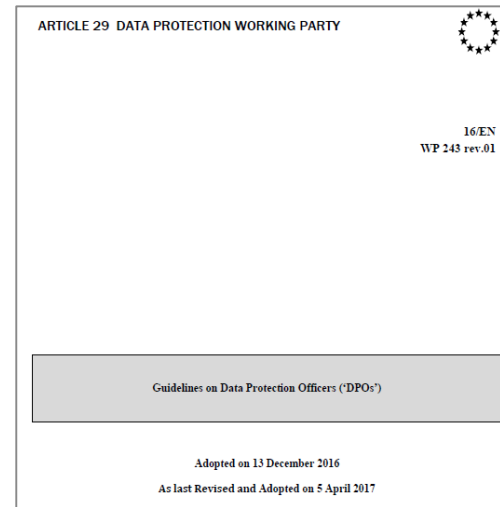 ARTICLE 29 DATA PROTECTION WORKING PARTY
16/EN
WP 243 rev.01
Guidelines on Data Protection Officers (‘DPOs’)
Adopted on 13 December 2016
As last Revised and Adopted on 5 April 2017